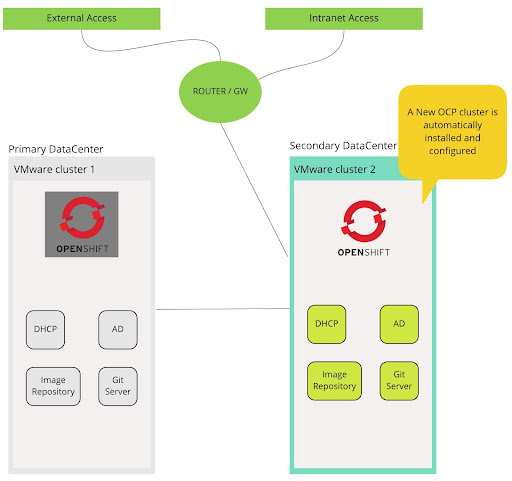 External Access
Intranet Access
ROUTER / GW
A New OCP cluster is
automatically
installed and
configured
Primary DataCenter
Secondary DataCenter
VMware cluster 1
VMware cluster 2
OPENSHIFT
OPENSHIFT
DHCP
AD
DHCP
AD
Image
Repository
Git
Server
Image
Repository
Git
Server